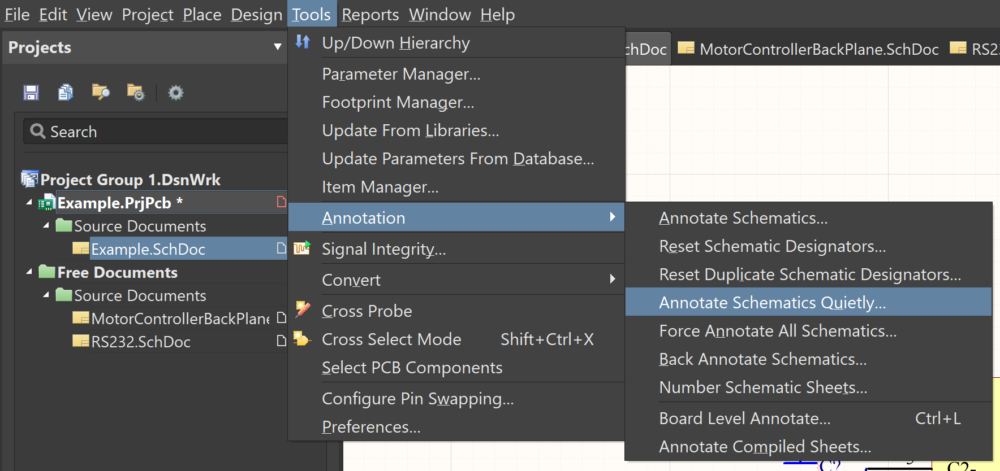 File Edit View Project Place Design Tools Reports Window Help
Projects
Search
Project Group 1.DsnWrk
Example.PrjPcb *
Source Documents
Example.SchDoc
Free Documents
Source Documents
MotorControllerBackPlane
RS232.SchDoc
Up/Down Hierarchy
Parameter Manager...
Footprint Manager...
Update From Libraries...
Update Parameters From Database...
Item Manager...
Annotation
Signal Integrity...
Convert
Cross Probe
Cross Select Mode Shift+Ctrl+X
Select PCB Components
Configure Pin Swapping...
Preferences...
chDoc MotorControllerBackPlane.SchDoc RS23
Annotate Schematics...
Reset Schematic Designators...
Reset Duplicate Schematic Designators...
Annotate Schematics Quietly...
Force Annotate All Schematics...
Back Annotate Schematics...
Number Schematic Sheets...
Board Level Annotate... Ctrl+L
Annotate Compiled Sheets...
C? C2-